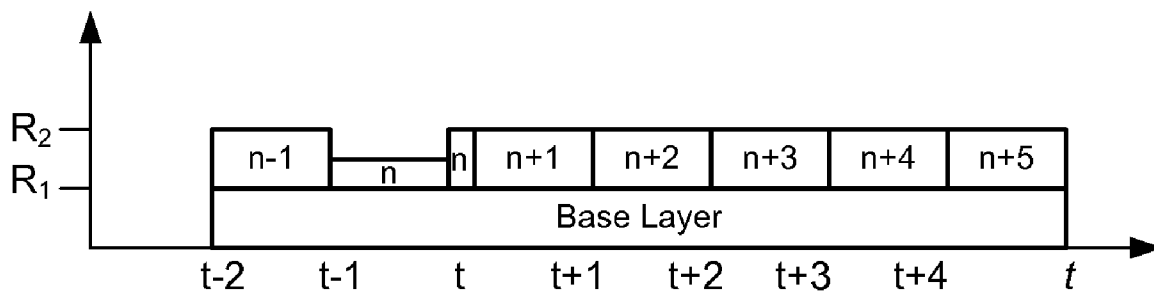 R2
n-1 n n n+1 n+2 n+3 n+4 n+5
R1
Base Layer
t-2 t-1 t t+1 t+2 t+3 t+4 t